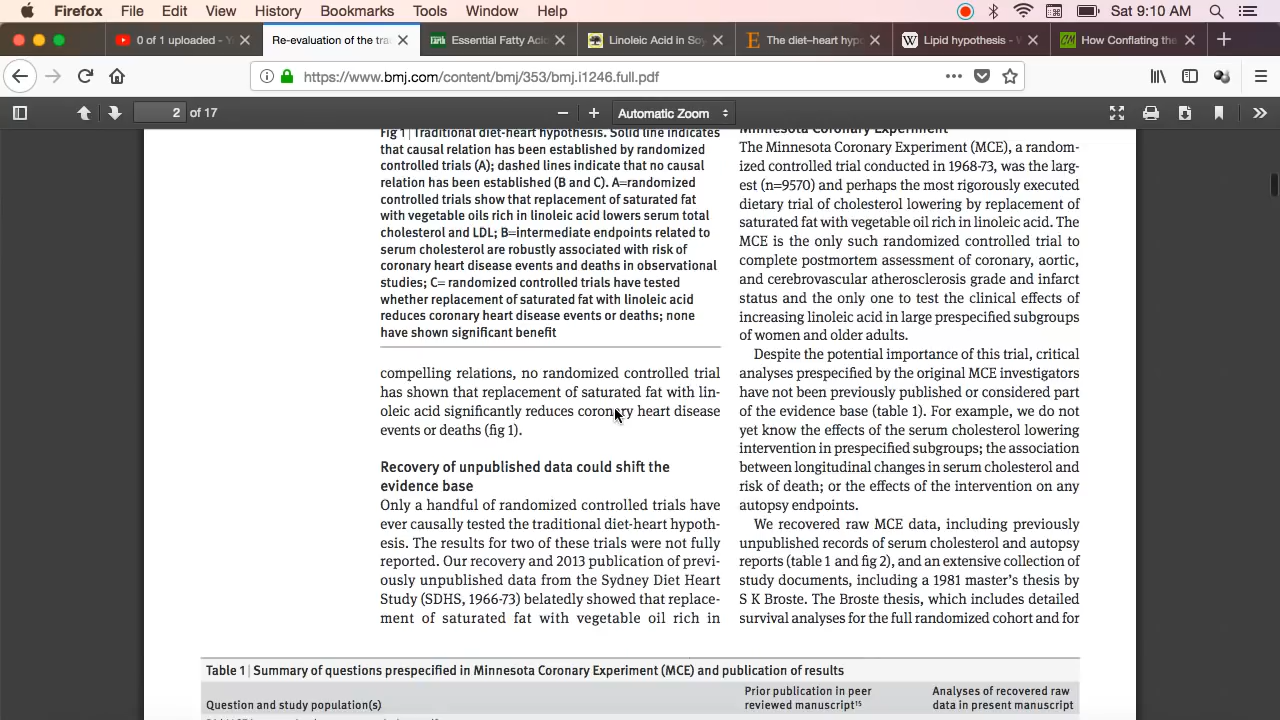 Firefox File Edit View History Bookmarks Tools Window Help Sat 9:10 AM
0 of 1 uploaded - Y
Re-evaluation of the tra
Essential Fatty Acid
Linoleic Acid in Soy
The diet–heart hypo
Lipid hypothesis - W
How Conflating the
https://www.bmj.com/content/bmj/353/bmj.i1246.full.pdf
2 of 17
Automatic Zoom
Fig 1 | Traditional diet-heart hypothesis. Solid line indicates
that causal relation has been established by randomized
controlled trials (A); dashed lines indicate that no causal
relation has been established (B and C). A=randomized
controlled trials show that replacement of saturated fat
with vegetable oils rich in linoleic acid lowers serum total
cholesterol and LDL; B=intermediate endpoints related to
serum cholesterol are robustly associated with risk of
coronary heart disease events and deaths in observational
studies; C= randomized controlled trials have tested
whether replacement of saturated fat with linoleic acid
reduces coronary heart disease events or deaths; none
have shown significant benefit
compelling relations, no randomized controlled trial
has shown that replacement of saturated fat with lin-
oleic acid significantly reduces coronary heart disease
events or deaths (fig 1).
Recovery of unpublished data could shift the
evidence base
Only a handful of randomized controlled trials have
ever causally tested the traditional diet-heart hypoth-
esis. The results for two of these trials were not fully
reported. Our recovery and 2013 publication of previ-
ously unpublished data from the Sydney Diet Heart
Study (SDHS, 1966-73) belatedly showed that replace-
ment of saturated fat with vegetable oil rich in
Minnesota Coronary Experiment
The Minnesota Coronary Experiment (MCE), a random-
ized controlled trial conducted in 1968-73, was the larg-
est (n=9570) and perhaps the most rigorously executed
dietary trial of cholesterol lowering by replacement of
saturated fat with vegetable oil rich in linoleic acid. The
MCE is the only such randomized controlled trial to
complete postmortem assessment of coronary, aortic,
and cerebrovascular atherosclerosis grade and infarct
status and the only one to test the clinical effects of
increasing linoleic acid in large prespecified subgroups
of women and older adults.
Despite the potential importance of this trial, critical
analyses prespecified by the original MCE investigators
have not been previously published or considered part
of the evidence base (table 1). For example, we do not
yet know the effects of the serum cholesterol lowering
intervention in prespecified subgroups; the association
between longitudinal changes in serum cholesterol and
risk of death; or the effects of the intervention on any
autopsy endpoints.
We recovered raw MCE data, including previously
unpublished records of serum cholesterol and autopsy
reports (table 1 and fig 2), and an extensive collection of
study documents, including a 1981 master's thesis by
S K Broste. The Broste thesis, which includes detailed
survival analyses for the full randomized cohort and for
Table 1 | Summary of questions prespecified in Minnesota Coronary Experiment (MCE) and publication of results
Question and study population(s)
Prior publication in peer
reviewed manuscript15
Analyses of recovered raw
data in present manuscript